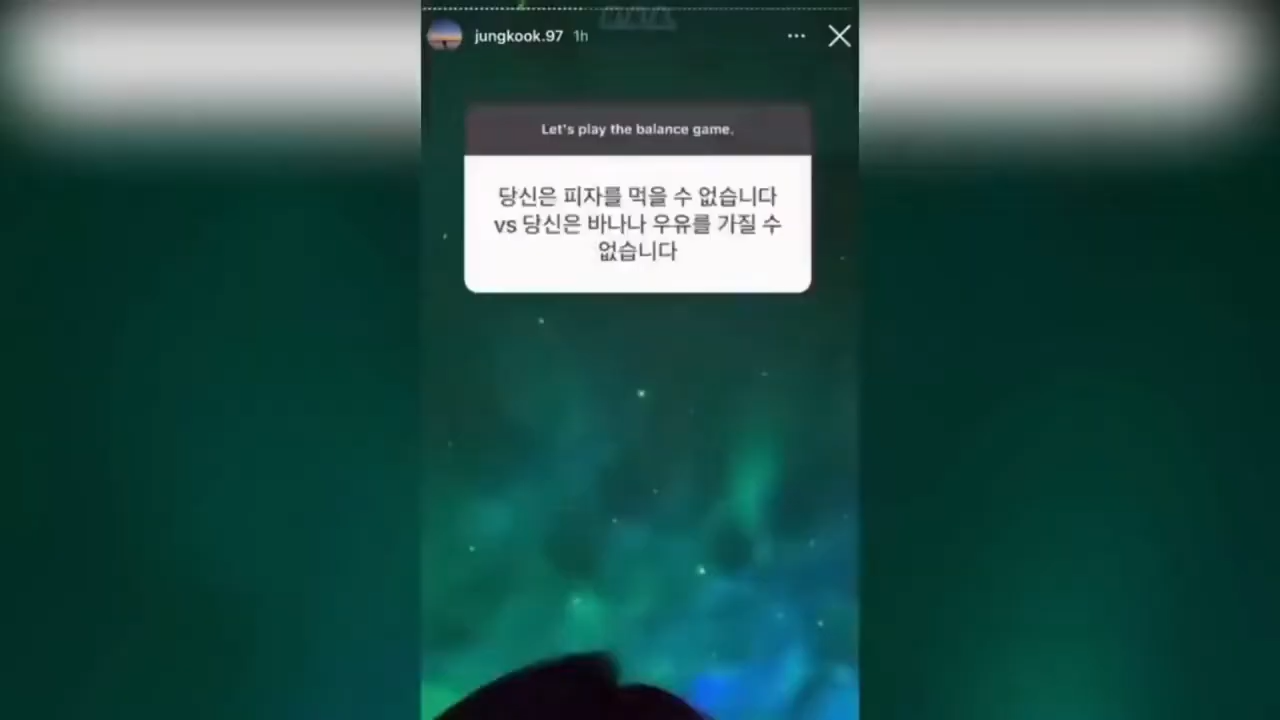 jungkook.97 1h
Let's play the balance game.
당신은 피자를 먹을 수 없습니다
vs 당신은 바나나 우유를 가질 수
없습니다